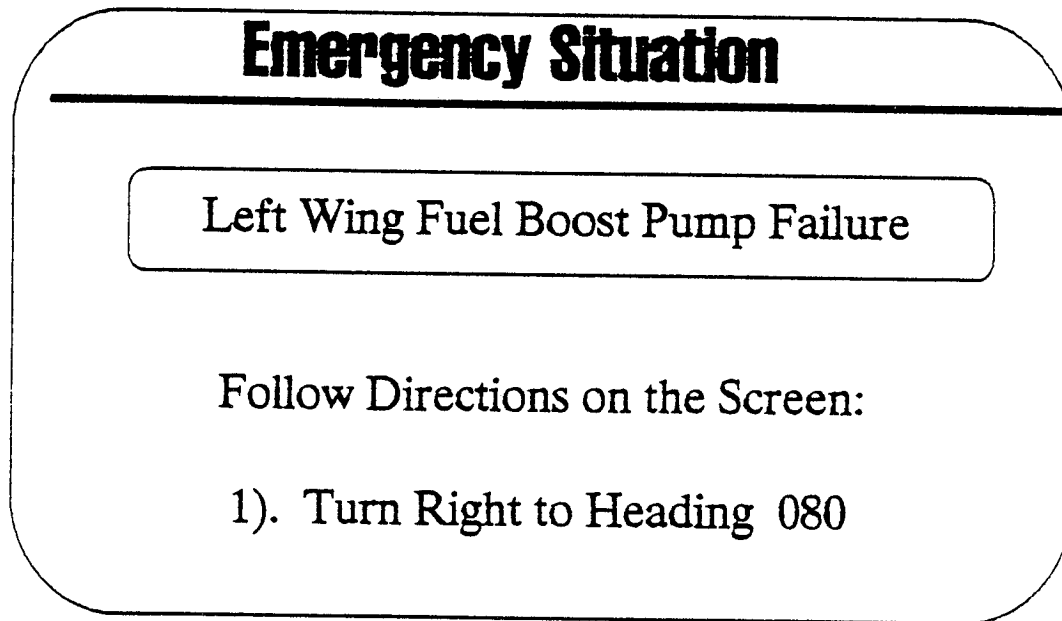 Emergency Situation
Left Wing Fuel Boost Pump Failure
Follow Directions on the Screen:
1). Turn Right to Heading 080